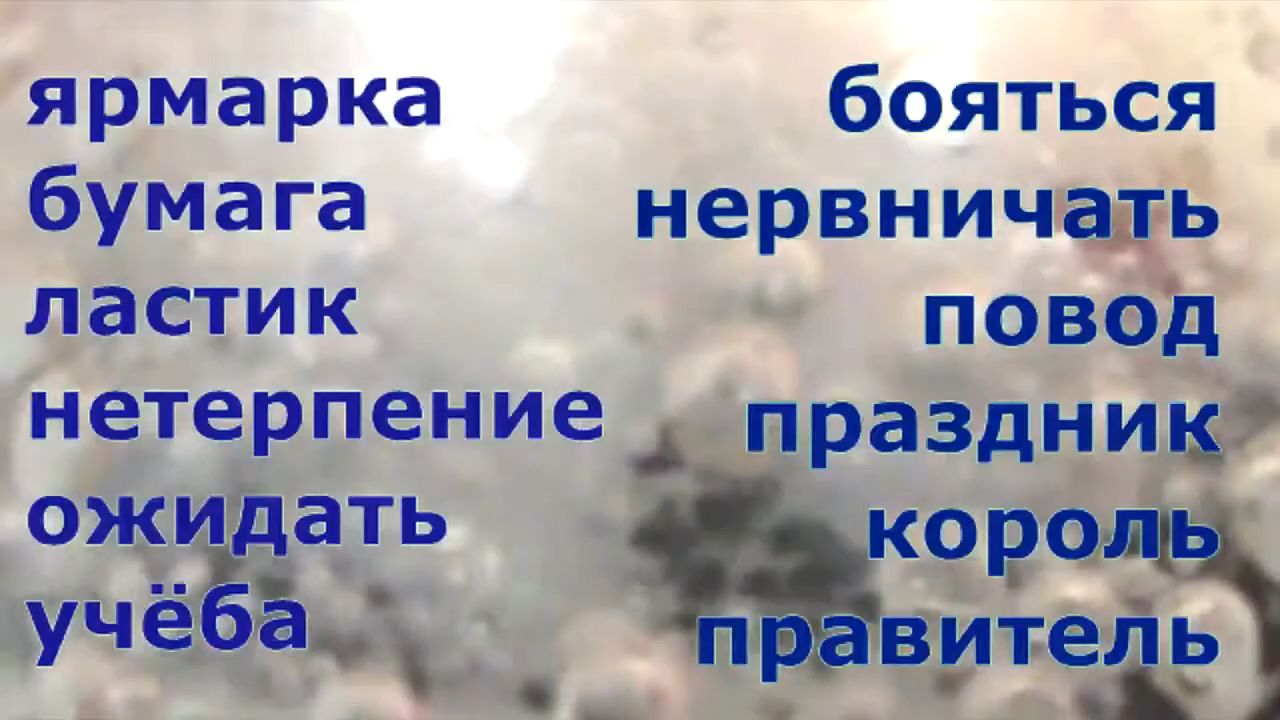 ярмарка
бумага
ластик
нетерпение
ожидать
учёба
бояться
нервничать
повод
праздник
король
правитель